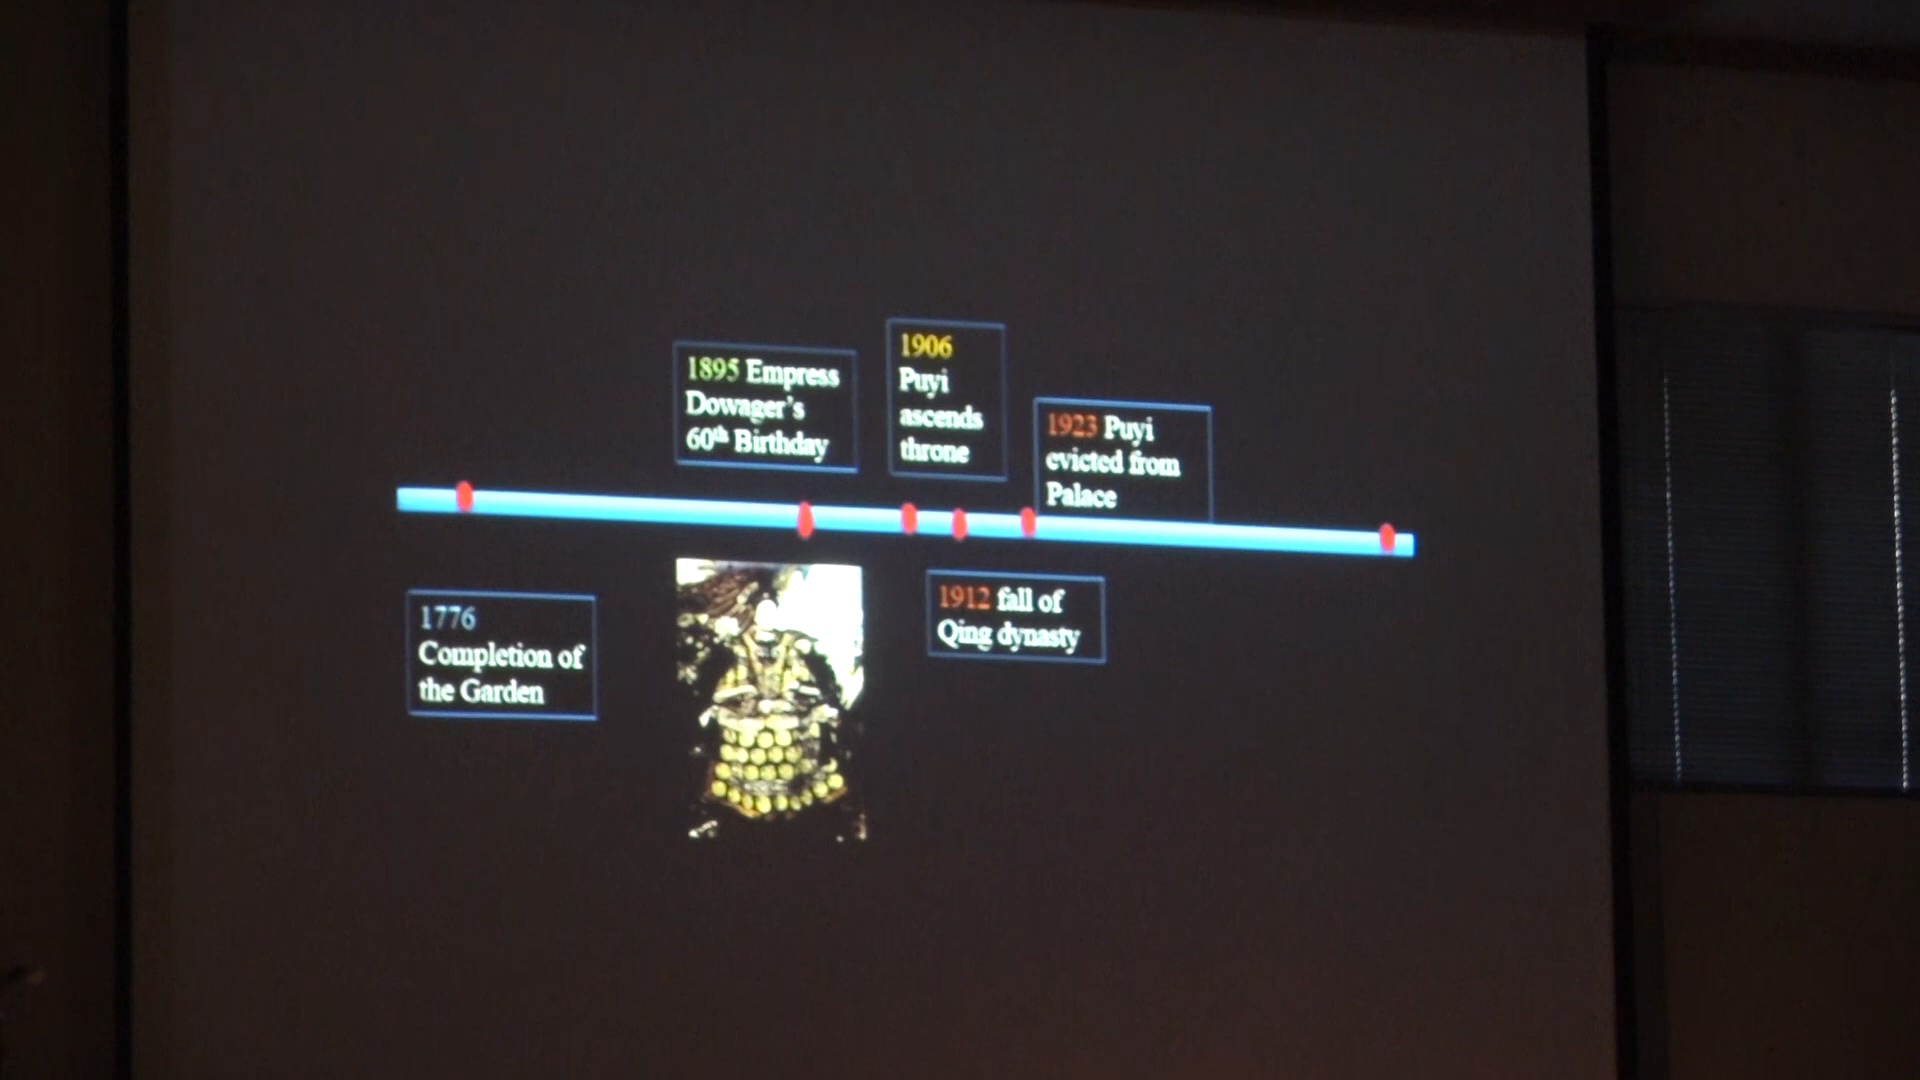 1895 Empress
Dowager's
60th Birthday
1906
Puyi
ascends
throne
1923 Puyi
evicted from
Palace
1776
Completion of
the Garden
1912 fall of
Qing dynasty